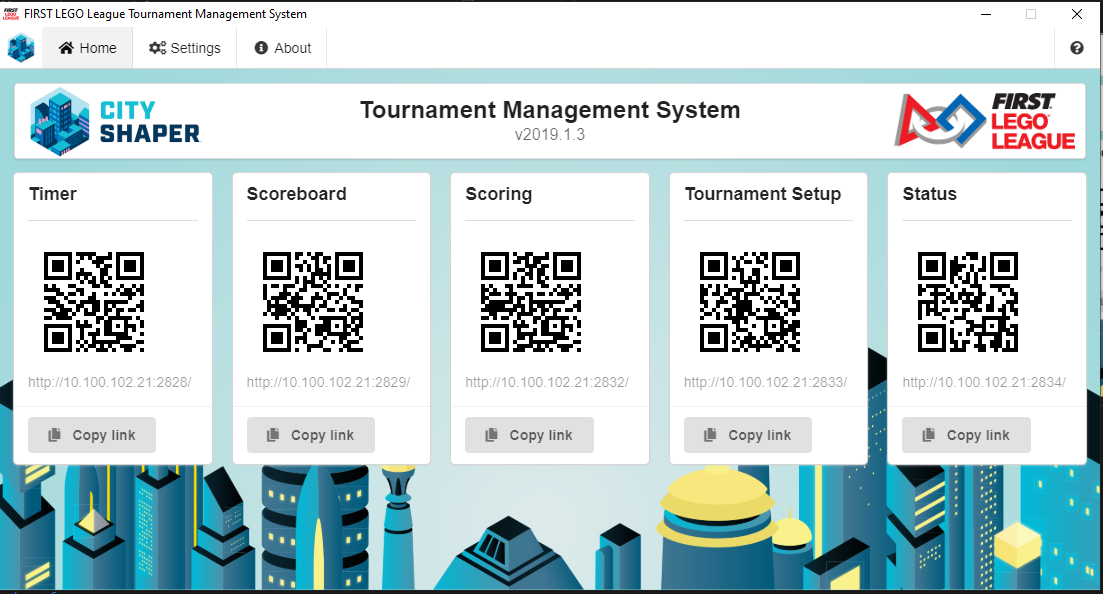 FIRST LEGO League Tournament Management System
Home Settings About
CITY
SHAPER
Tournament Management System
v2019.1.3
FIRST
LEGO
LEAGUE
Timer
http://10.100.102.21:2828/
Copy link
Scoreboard
http://10.100.102.21:2829/
Copy link
Scoring
http://10.100.102.21:2832/
Copy link
Tournament Setup
http://10.100.102.21:2833/
Copy link
Status
http://10.100.102.21:2834/
Copy link